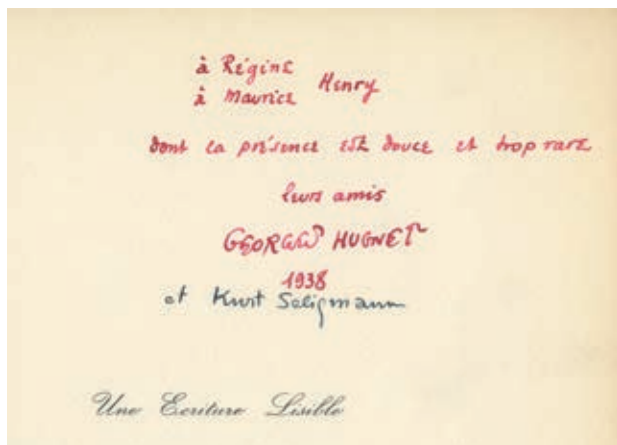 à Régine
à Maurice Henry
dont la présence est douce et trop rare
leurs amis
GEORGES HUGNET
1938
et Kurt Seligmann
Une Ecriture Lisible